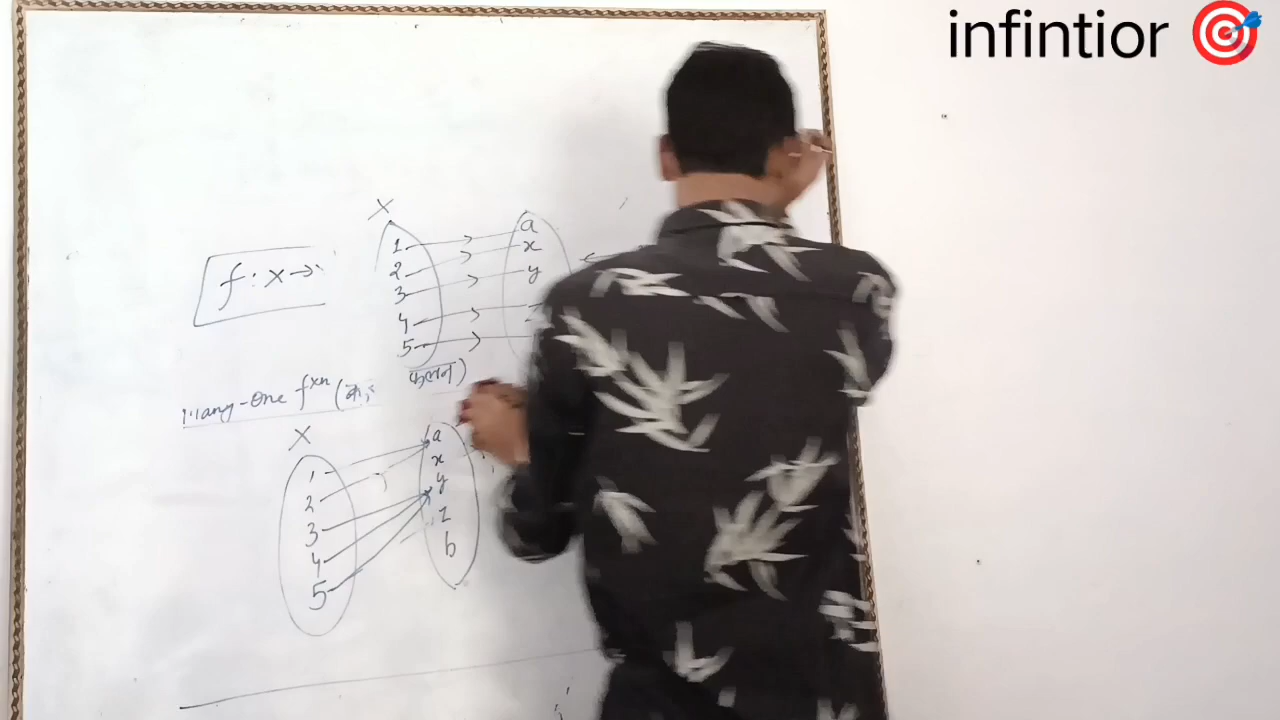 infintior
X
1 a
2 x
f : x →
3 y
4
5
फलन)
Many-One fxn (
X
1 a
2 x
3 y
4 z
5 b